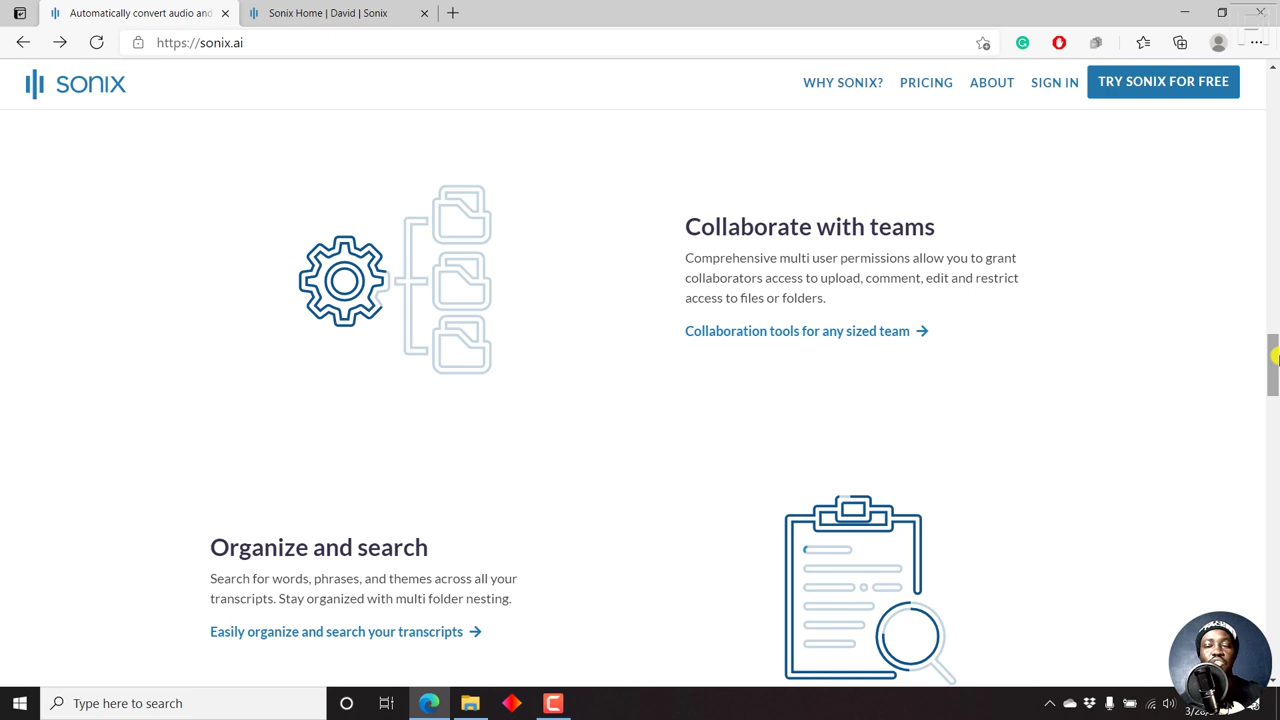 Automatically convert audio and
Sonix Home | David | Sonix
https://sonix.ai
sonix
WHY SONIX?
PRICING
ABOUT
SIGN IN
TRY SONIX FOR FREE
Collaborate with teams
Comprehensive multi user permissions allow you to grant
collaborators access to upload, comment, edit and restrict
access to files or folders.
Collaboration tools for any sized team
Organize and search
Search for words, phrases, and themes across all your
transcripts. Stay organized with multi folder nesting.
Easily organize and search your transcripts
Type here to search